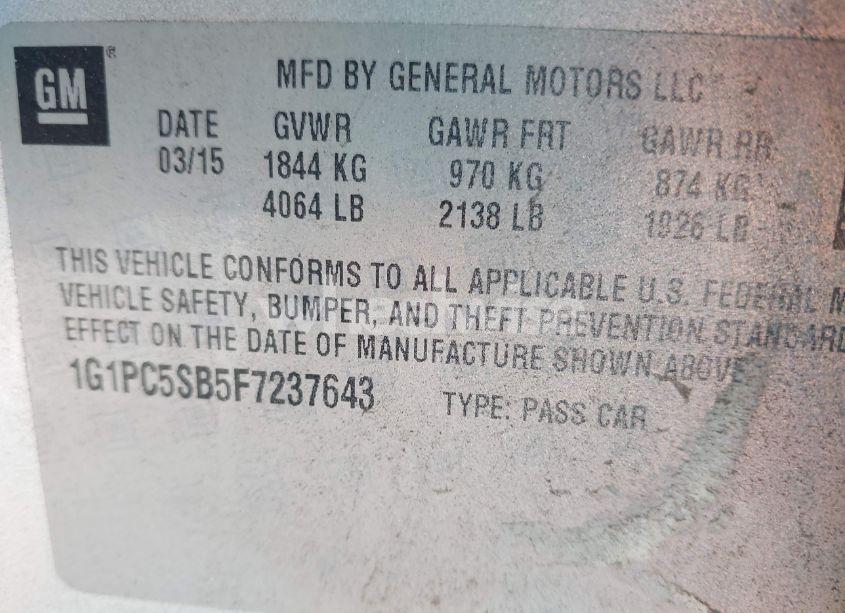 GM
MFD BY GENERAL MOTORS LLC
DATE GVWR GAWR FRT GAWR RR
03/15 1844 KG 970 KG 874 KG
4064 LB 2138 LB 1926 LB
THIS VEHICLE CONFORMS TO ALL APPLICABLE U.S. FEDERAL M
VEHICLE SAFETY, BUMPER, AND THEFT PREVENTION STANDARD
EFFECT ON THE DATE OF MANUFACTURE SHOWN ABOVE
1G1PC5SB5F7237643 TYPE: PASS CAR